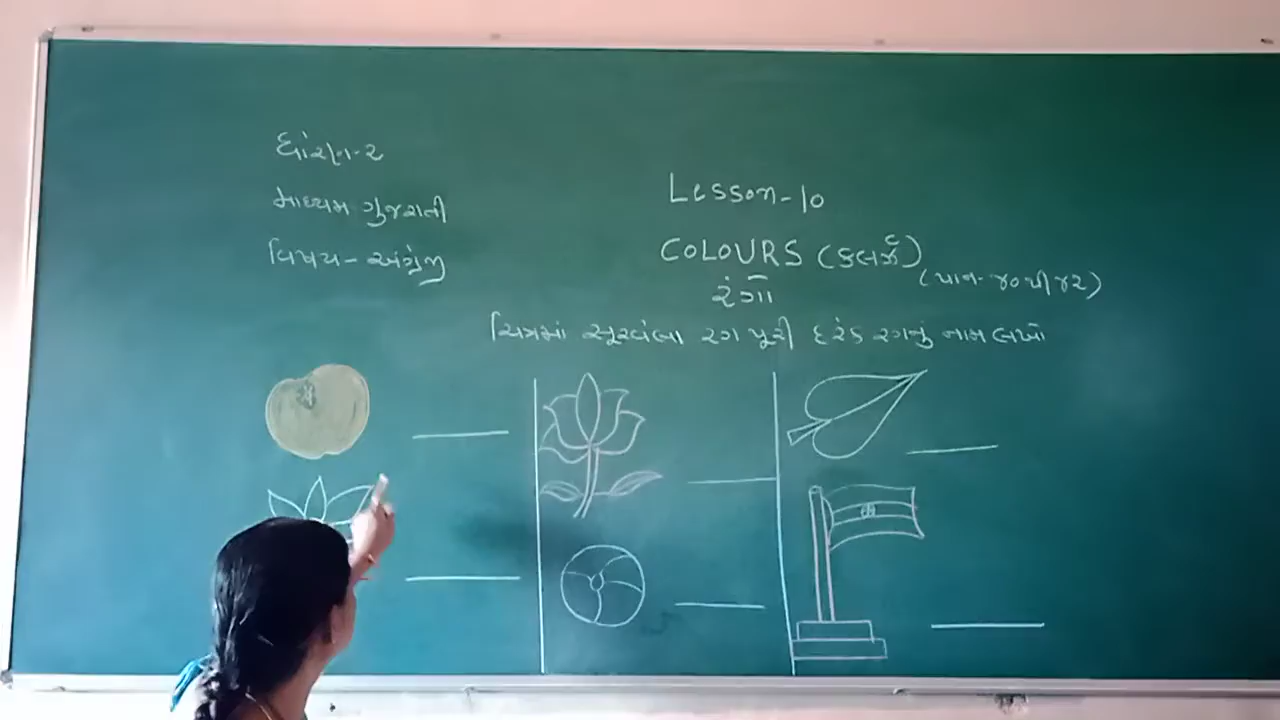 ધોરણ-૨
માધ્યમ ગુજરાતી
વિષય-અંગ્રેજી
Lesson-10
COLOURS (કલર્ઝ)
(પાન-૪૦થી૪૨)
રંગો
ચિત્રમાં સૂચવેલા રંગ પૂરી દરેક રંગનું નામ લખો